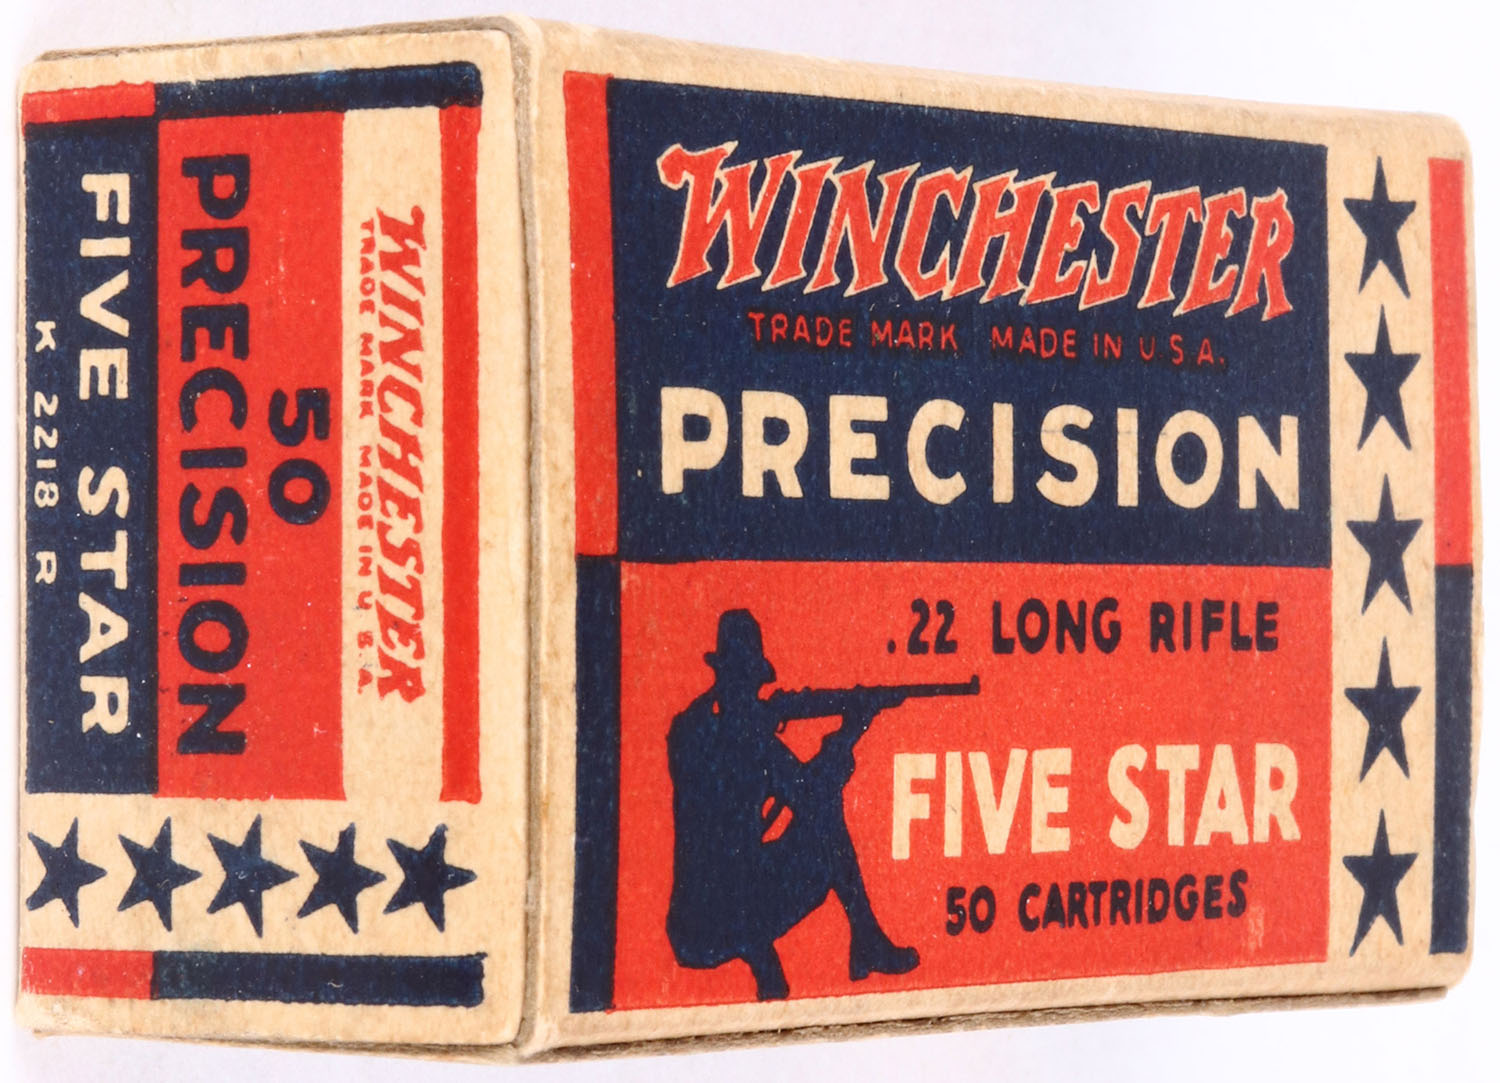 WINCHESTER
TRADE MARK MADE IN U.S.A.
PRECISION
.22 LONG RIFLE
FIVE STAR
50 CARTRIDGES
WINCHESTER
TRADE MARK MADE IN U.S.A.
50
PRECISION
FIVE STAR
K 2218 R